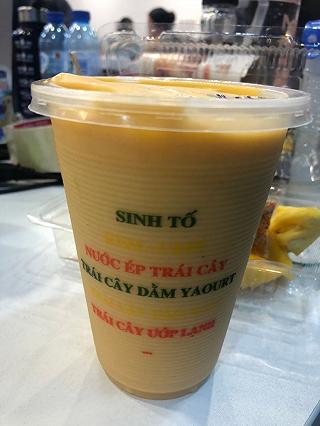 SINH TỐ
NƯỚC ÉP TRÁI CÂY
TRÁI CÂY DẦM YAOURT
TRÁI CÂY ƯỚP LẠNH